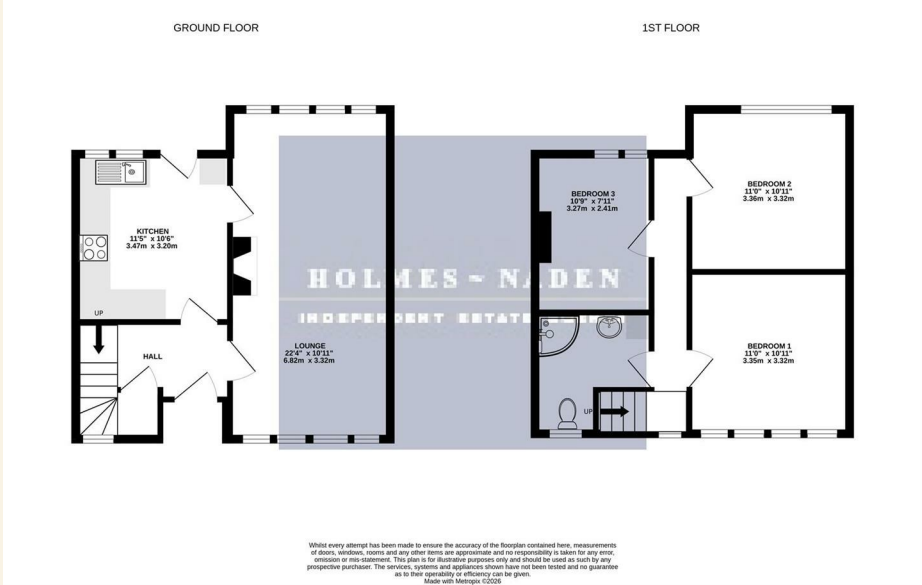 GROUND FLOOR
1ST FLOOR
KITCHEN
11'5" x 10'6"
3.47m x 3.20m
UP
HALL
LOUNGE
22'4" x 10'11"
6.82m x 3.32m
BEDROOM 3
10'9" x 7'11"
3.27m x 2.41m
BEDROOM 2
11'0" x 10'11"
3.36m x 3.32m
BEDROOM 1
11'0" x 10'11"
3.35m x 3.32m
UP
HOLMES - NADEN
INDEPENDENT ESTATE
Whilst every attempt has been made to ensure the accuracy of the floorplan contained here, measurements
of doors, windows, rooms and any other items are approximate and no responsibility is taken for any error,
omission or mis-statement. This plan is for illustrative purposes only and should be used as such by any
prospective purchaser. The services, systems and appliances shown have not been tested and no guarantee
as to their operability or efficiency can be given.
Made with Metropix ©2026